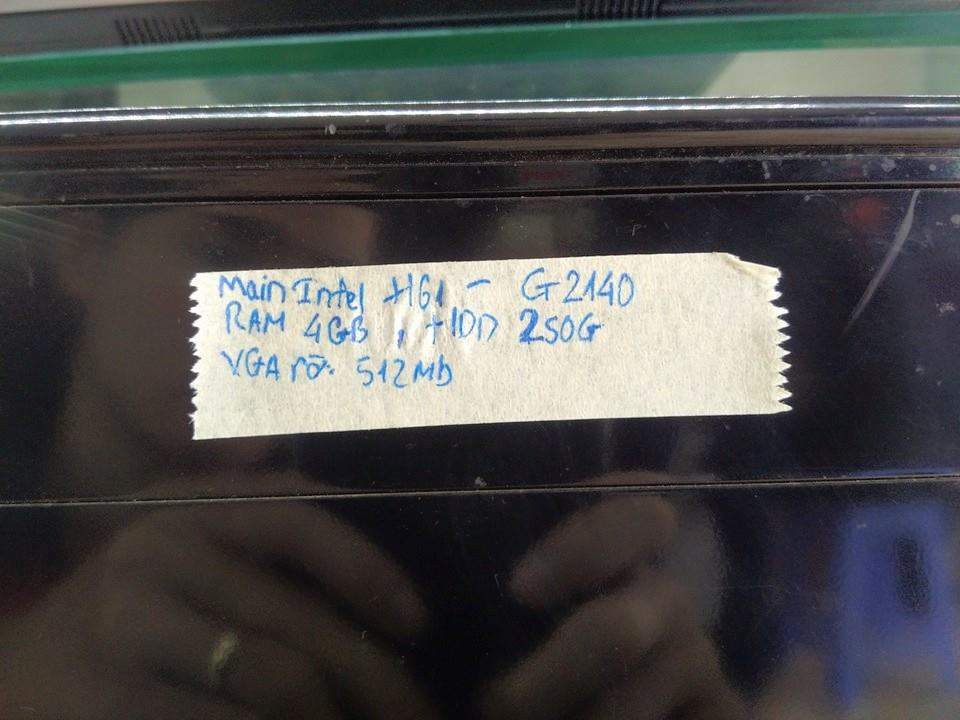 Main Intel H61 - G2140
RAM 4GB, HDD 250G
VGA rời 512Mb